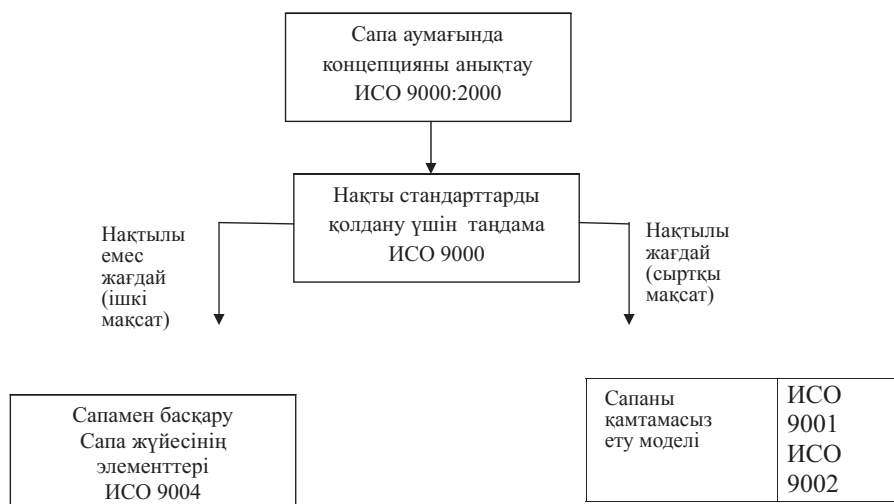 Сапа аумағында
концепцияны анықтау
ИСО 9000:2000
Нақты стандарттарды
қолдану үшін таңдама
ИСО 9000
Нақтылы
емес
жағдай
(ішкі
мақсат)
Нақтылы
жағдай
(сыртқы
мақсат)
Сапамен басқару
Сапа жүйесінің
элементтері
ИСО 9004
Сапаны
қамтамасыз
ету моделі
ИСО
9001
ИСО
9002